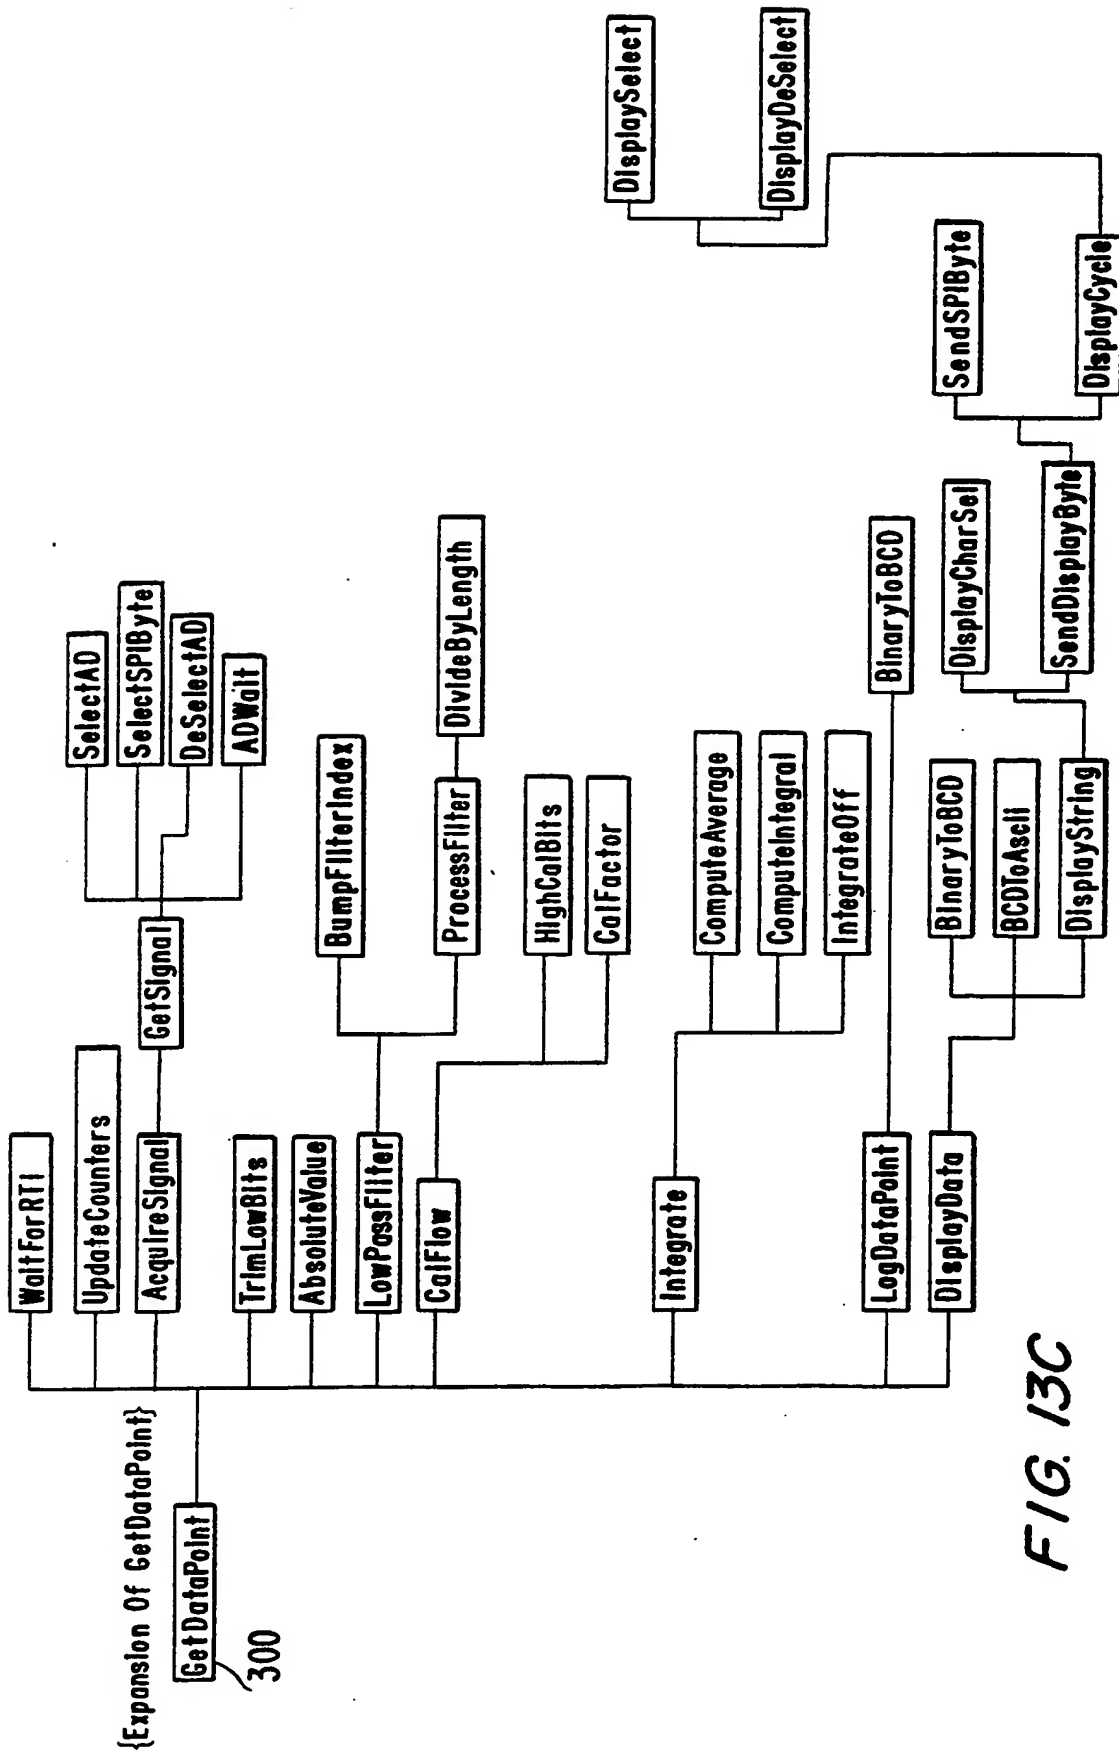 {Expansion Of GetDataPoint}
GetDataPoint
300
WaitForRTI
UpdateCounters
AcquireSignal
GetSignal
SelectAD
SelectSPIByte
DeSelectAD
ADWait
TrimLowBits
AbsoluteValue
LowPassFilter
BumpFilterIndex
ProcessFilter
DivideByLength
CalFlow
HighCalBits
CalFactor
Integrate
ComputeAverage
ComputeIntegral
IntegrateOff
LogDataPoint
BinaryToBCD
DisplayData
BinaryToBCD
BCDToAscii
DisplayString
DisplayCharSel
SendDisplayByte
SendSPIByte
DisplayCycle
DisplaySelect
DisplayDeSelect
FIG. 13C